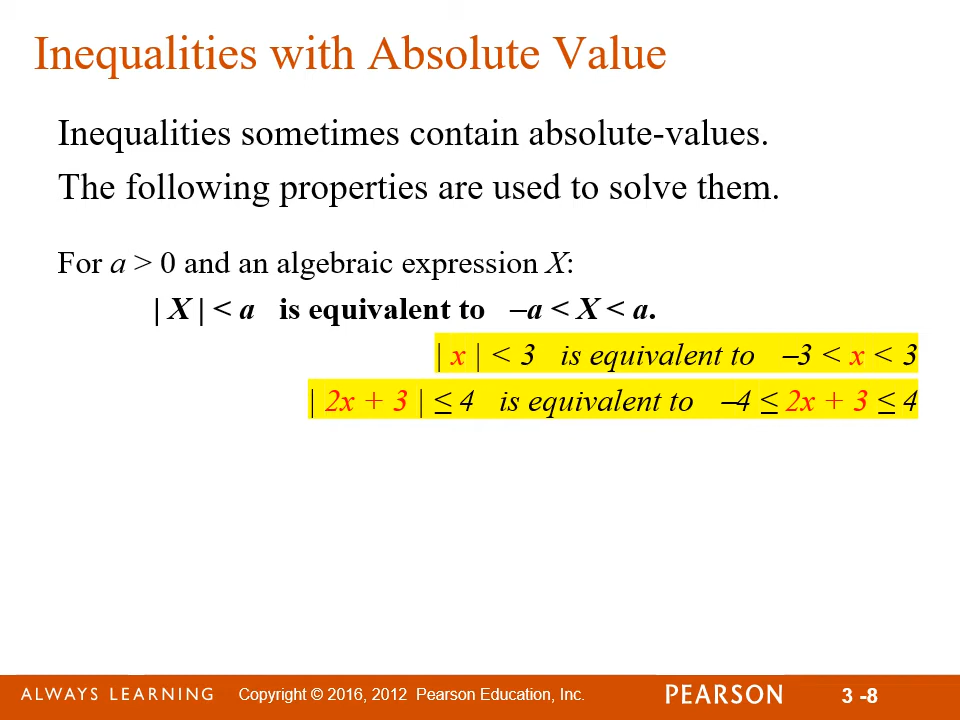 Inequalities with Absolute Value
Inequalities sometimes contain absolute-values.
The following properties are used to solve them.
For a > 0 and an algebraic expression X:
| X | < a is equivalent to –a < X < a.
| x | < 3 is equivalent to –3 < x < 3
| 2x + 3 | ≤ 4 is equivalent to –4 ≤ 2x + 3 ≤ 4
ALWAYS LEARNING Copyright © 2016, 2012 Pearson Education, Inc. PEARSON 3 -8